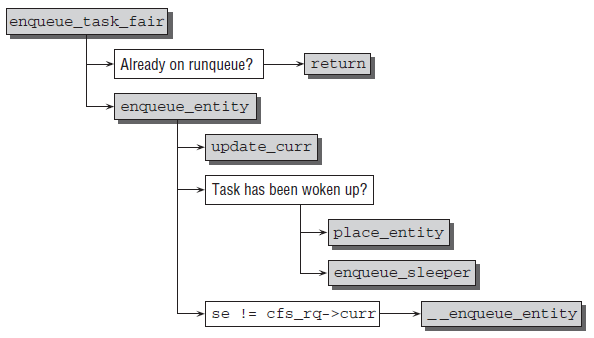 enqueue_task_fair
Already on runqueue?
return
enqueue_entity
update_curr
Task has been woken up?
place_entity
enqueue_sleeper
se != cfs_rq->curr
__enqueue_entity